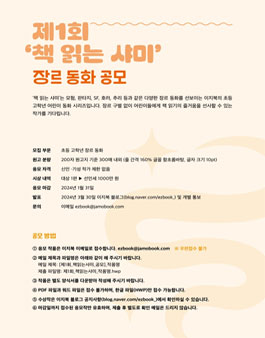 제1회
'책 읽는 샤미'
장르 동화 공모
'책 읽는 샤미'는 모험, 판타지, SF, 호러, 추리 등과 같은 다양한 장르 동화를 선보이는 이지북의 초등
고학년 어린이 동화 시리즈입니다. 장르 구별 없이 어린이들에게 책 읽기의 즐거움을 선사할 수 있는
작가를 기다립니다.
모집 부문 초등 고학년 장르 동화
원고 분량 200자 원고지 기준 300매 내외 (줄 간격 160% 글꼴 함초롬바탕, 글자 크기 10pt)
응모 자격 신인·기성 작가 제한 없음
시상 내역 대상 1편 ▶ 선인세 1000만 원
응모 마감 2024년 1월 31일
발표 2024년 3월 30일 이지북 블로그(blog.naver.com/ezbook_) 및 개별 통보
문의 이메일 ezbook@jamobook.com
응모 방법
① 응모 작품은 이지북 이메일로 접수합니다. ezbook@jamobook.com ※ 우편접수 불가
② 메일 제목과 파일명은 아래와 같이 해 주시기 바랍니다.
메일 제목: [제1회_책읽는샤미_공모]_작품명
제출 파일명: 제1회_책읽는샤미_작품명.hwp
③ 작품은 별도 양식서를 다운받아 작성해 주시기 바랍니다.
④ PDF 파일과 워드 파일은 접수 불가하며, 한글 파일(HWP)만 접수 가능합니다.
⑤ 수상작은 이지북 블로그 공지사항(blog.naver.com/ezbook_)에서 확인하실 수 있습니다.
⑥ 마감일까지 접수된 응모작만 유효하며, 제출 후 별도로 확인 메일은 드리지 않습니다.